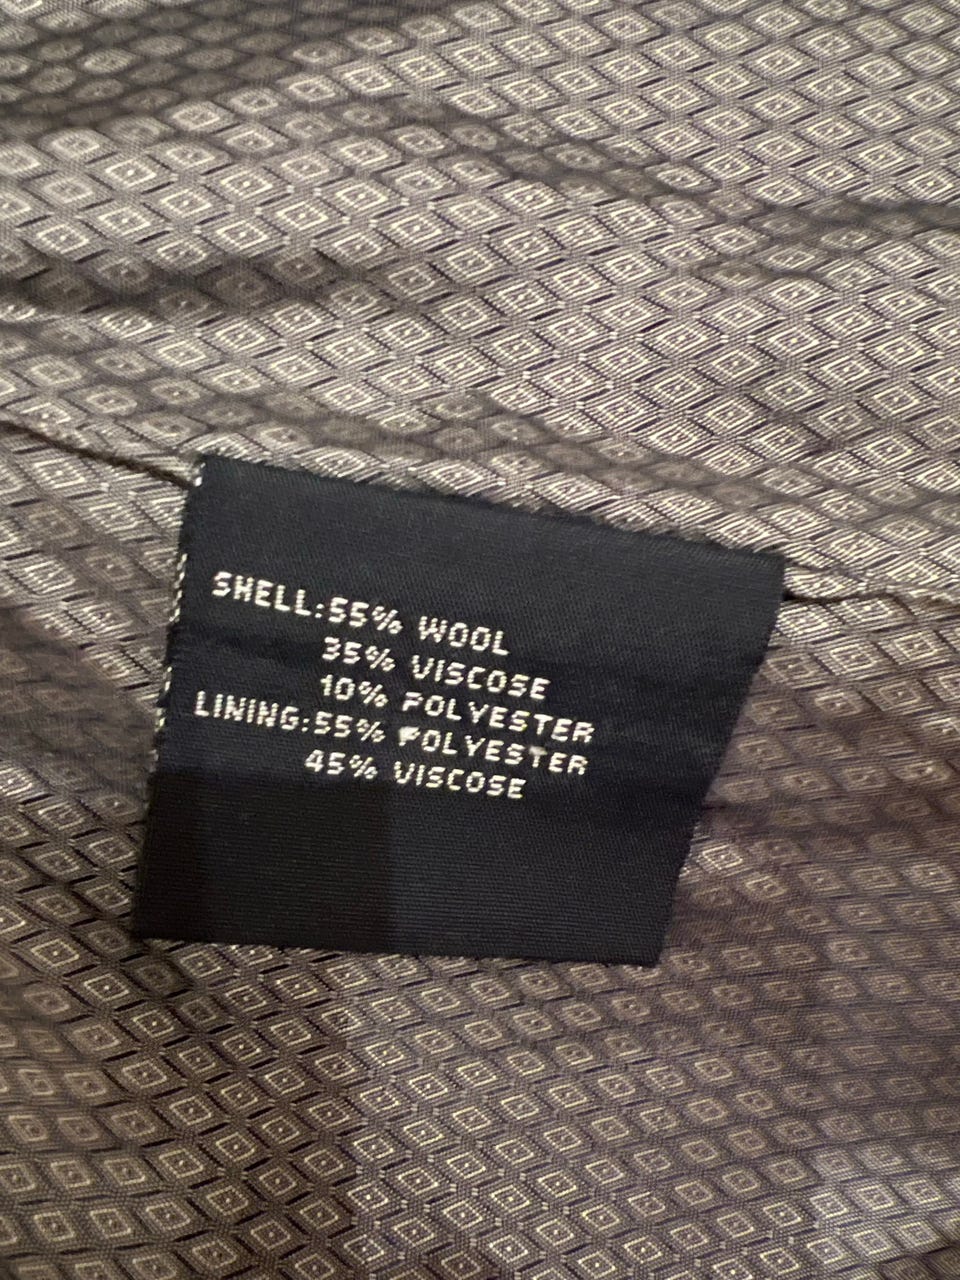 SHELL:55% WOOL
35% VISCOSE
10% POLYESTER
LINING:55% POLYESTER
45% VISCOSE